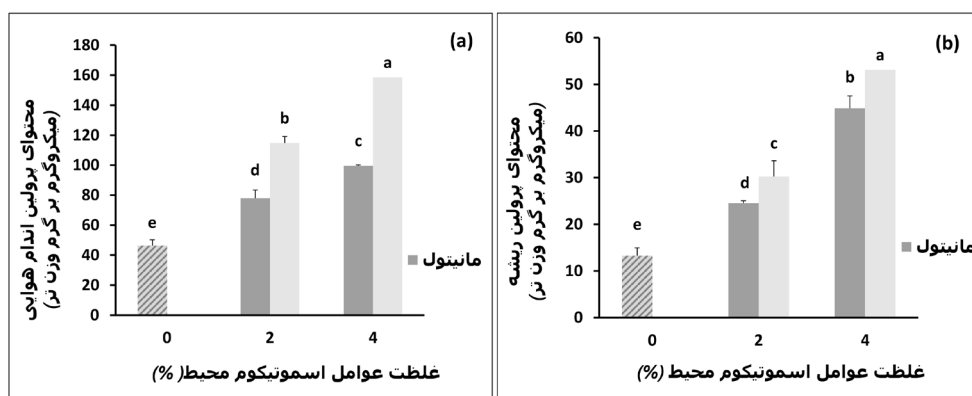 (a)
محتوای پرولین اندام هوایی
(میکروگرم بر گرم وزن تر)
180
160
140
120
100
80
60
40
20
0
e
d
b
c
a
مانیتول
0 2 4
غلظت عوامل اسموتیکوم محیط( %)
(b)
محتوای پرولین ریشه
(میکروگرم بر گرم وزن تر)
60
50
40
30
20
10
0
e
d
c
b
a
مانیتول
0 2 4
غلظت عوامل اسموتیکوم محیط (%)